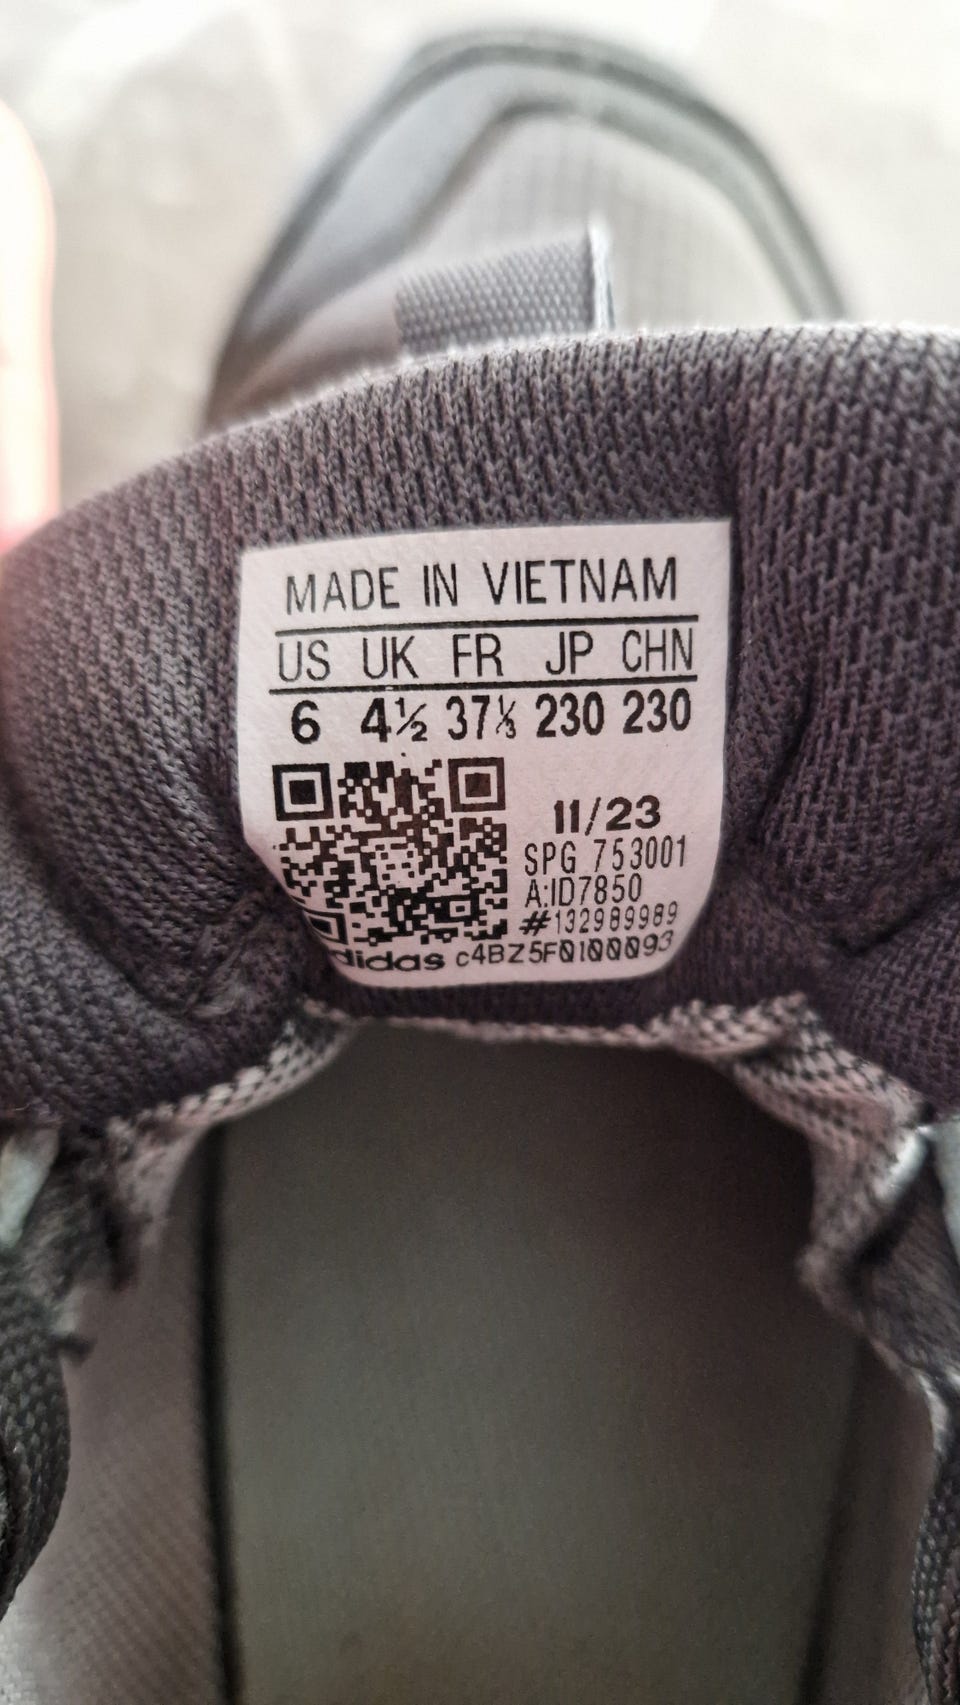 MADE IN VIETNAM
US UK FR JP CHN
6 4½ 37⅓ 230 230
11/23
SPG 753001
A:ID7850
#132989989
adidas c4BZ5F0100093